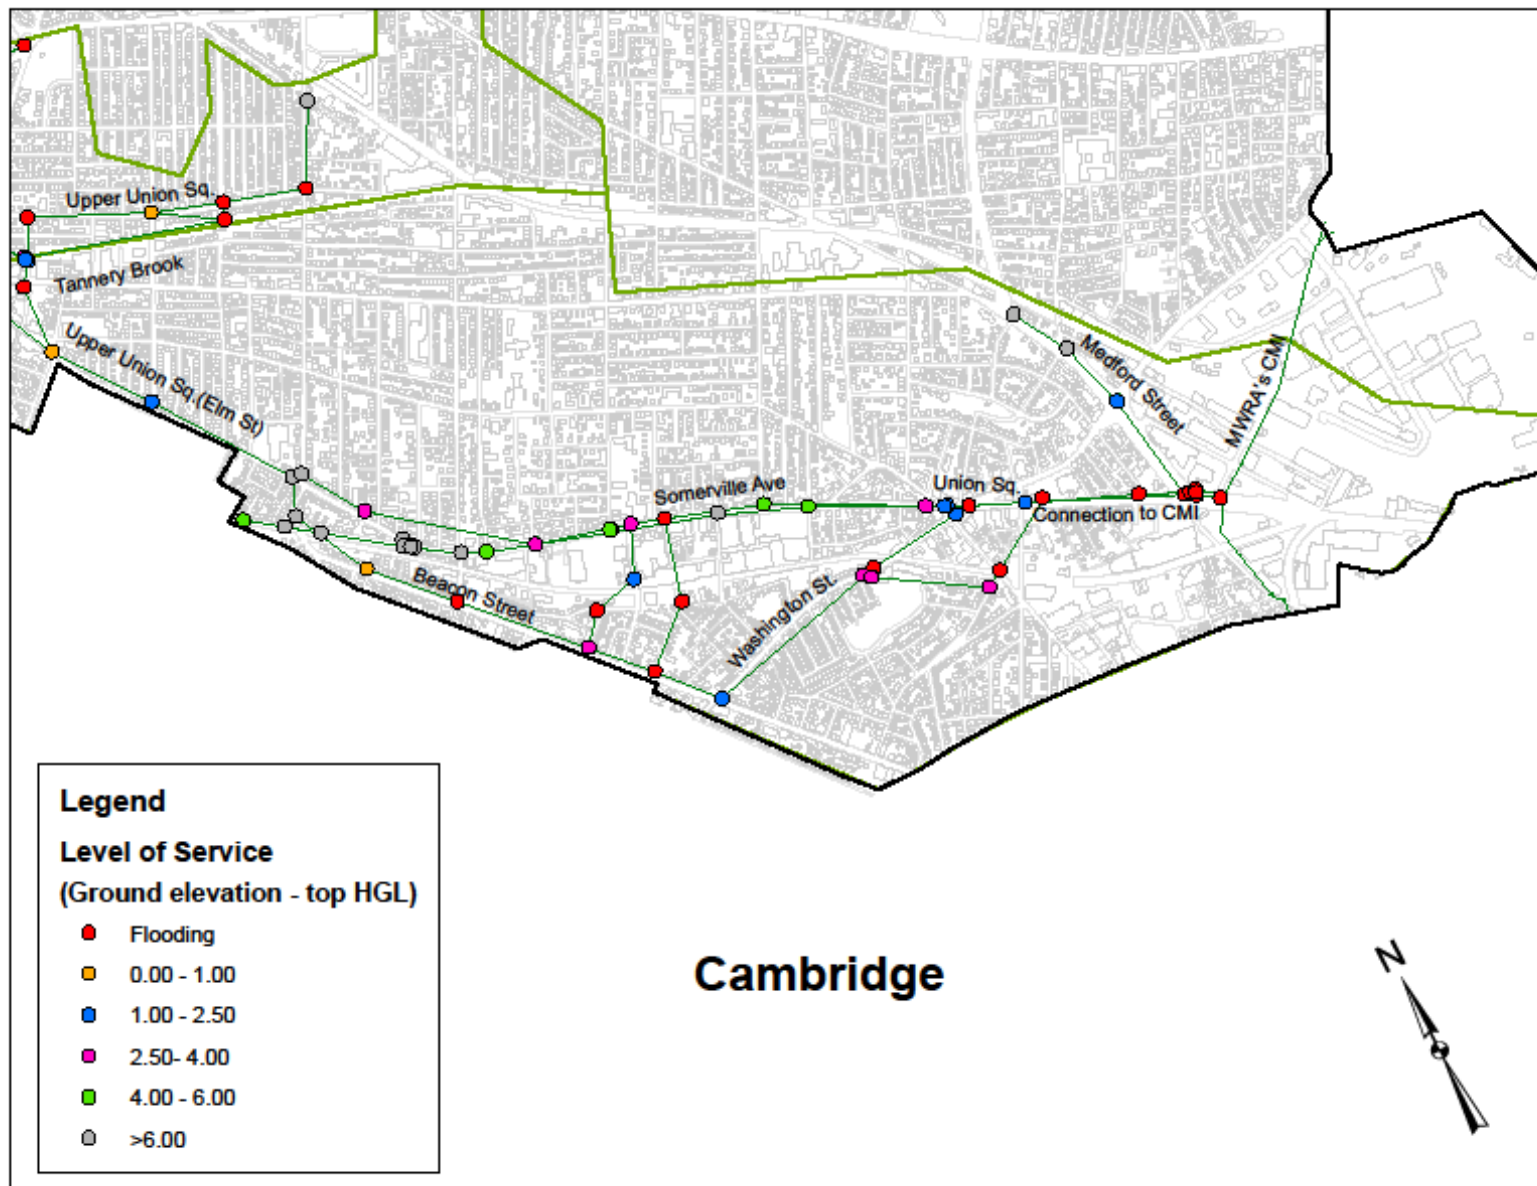 Upper Union Sq.
Tannery Brook
Upper Union Sq.(Elm St)
Medford Street
MWRA's CMI
Somerville Ave
Union Sq.
Connection to CMI
Beacon Street
Washington St.
Legend
Level of Service
(Ground elevation - top HGL)
Flooding
0.00 - 1.00
1.00 - 2.50
2.50- 4.00
4.00 - 6.00
>6.00
Cambridge
N